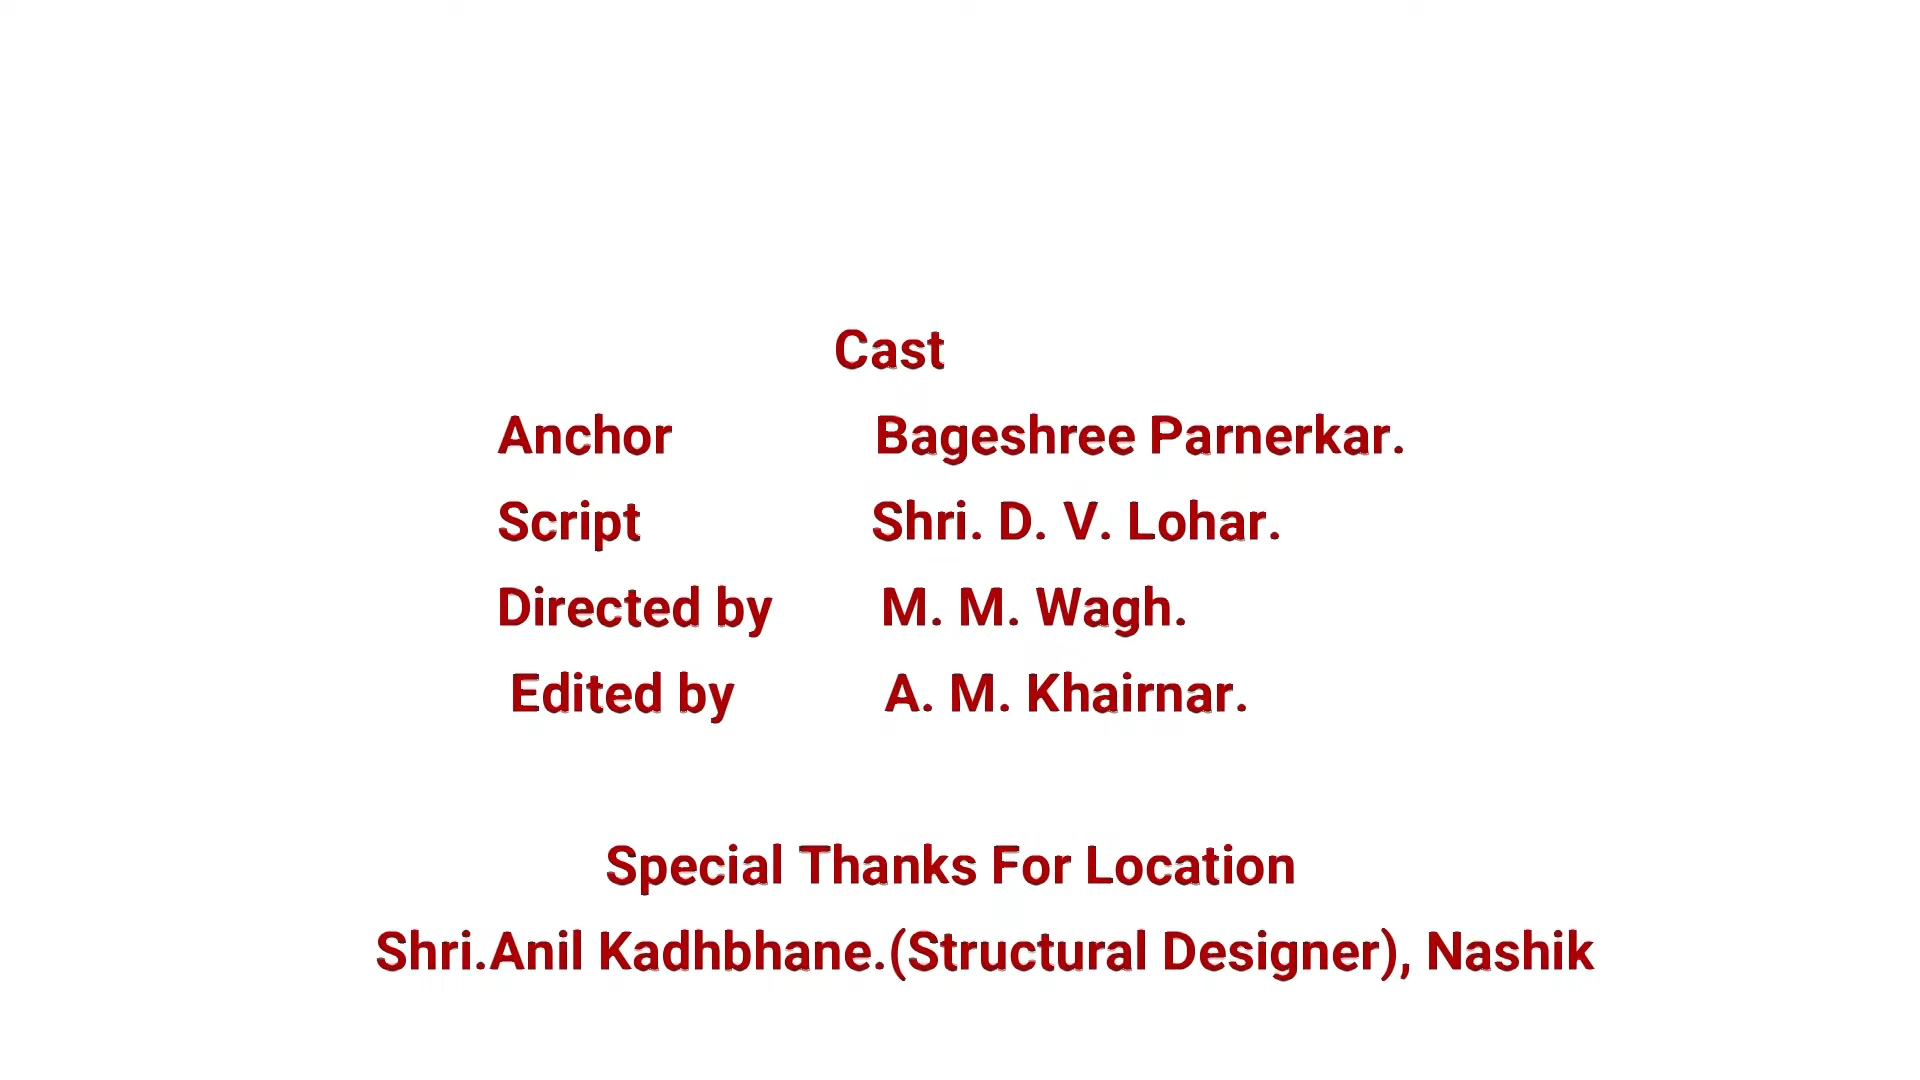 Cast
Anchor Bageshree Parnerkar.
Script Shri. D. V. Lohar.
Directed by M. M. Wagh.
Edited by A. M. Khairnar.
Special Thanks For Location
Shri.Anil Kadhbhane.(Structural Designer), Nashik